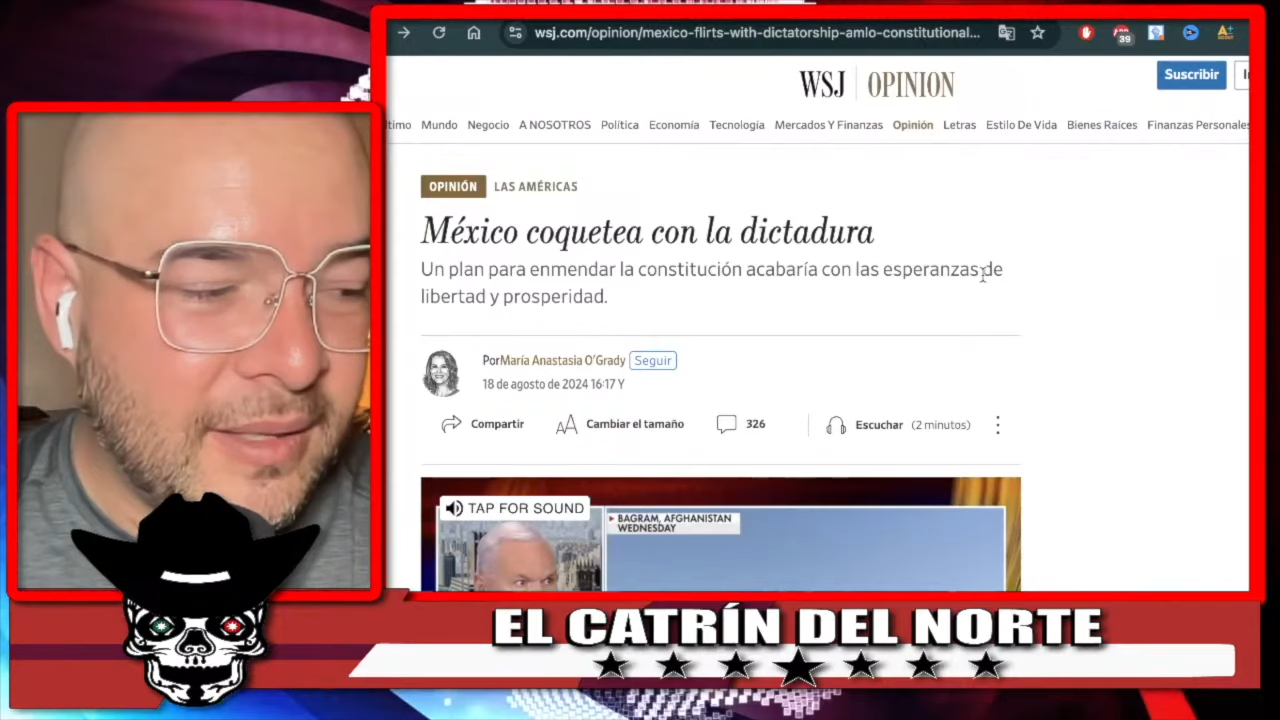 wsj.com/opinion/mexico-flirts-with-dictatorship-amlo-constitutional...
39
WSJ OPINION
Suscribir
Mundo Negocio A NOSOTROS Política Economía Tecnología Mercados Y Finanzas Opinión Letras Estilo De Vida Bienes Raíces Finanzas Personales
OPINIÓN LAS AMÉRICAS
México coquetea con la dictadura
Un plan para enmendar la constitución acabaría con las esperanzas de
libertad y prosperidad.
PorMaría Anastasia O'Grady Seguir
18 de agosto de 2024 16:17 Y
Compartir AA Cambiar el tamaño 326 Escuchar (2 minutos)
TAP FOR SOUND
BAGRAM, AFGHANISTAN
WEDNESDAY
EL CATRÍN DEL NORTE